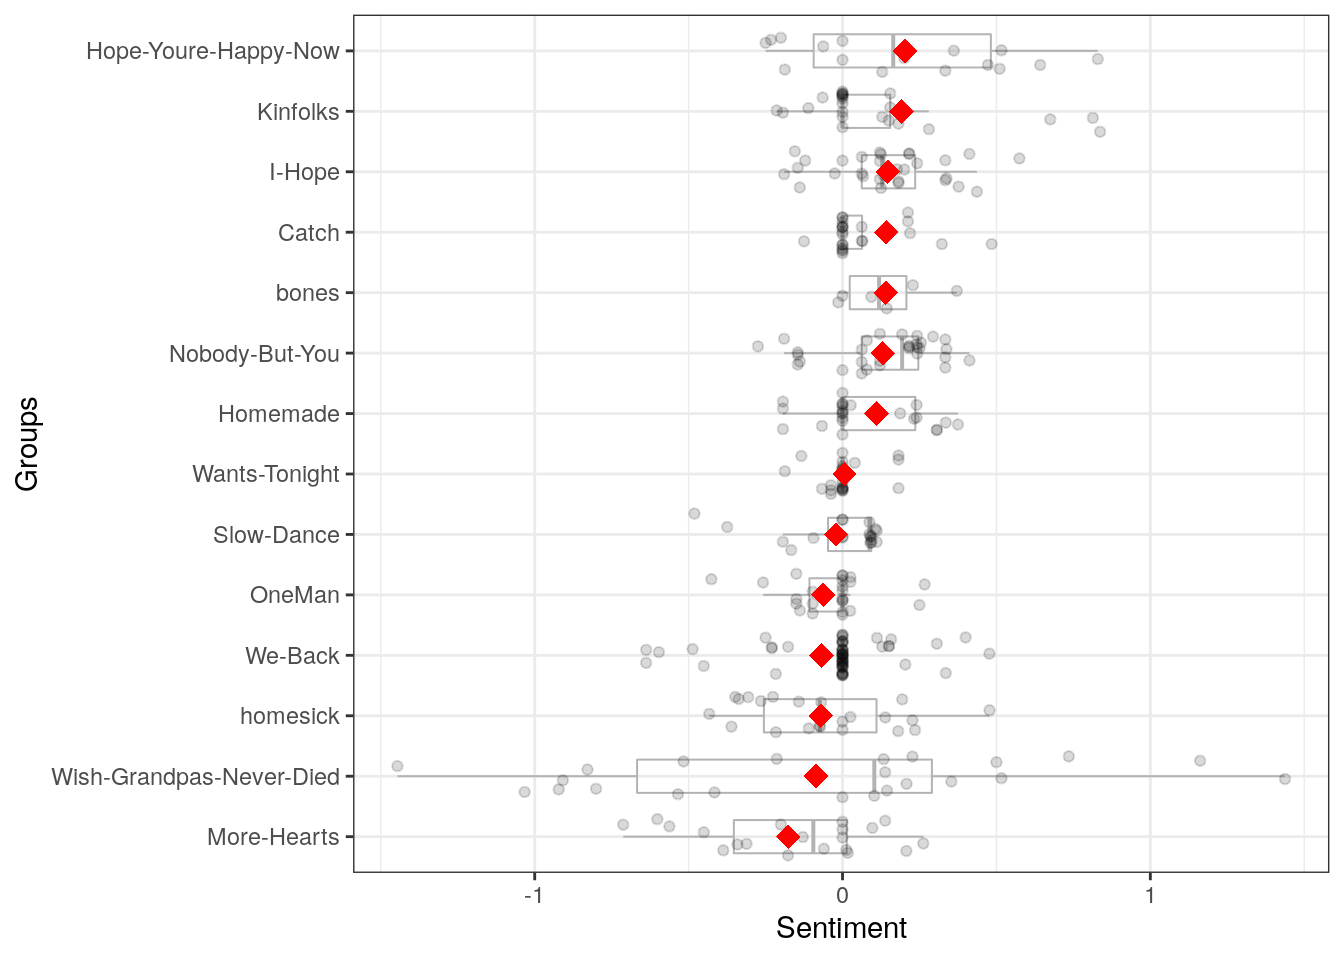 Groups
Hope-Youre-Happy-Now
Kinfolks
I-Hope
Catch
bones
Nobody-But-You
Homemade
Wants-Tonight
Slow-Dance
OneMan
We-Back
homesick
Wish-Grandpas-Never-Died
More-Hearts
-1 0 1
Sentiment